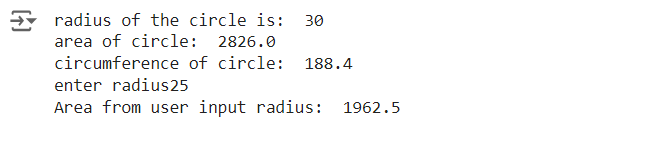 radius of the circle is:  30
area of circle:  2826.0
circumference of circle:  188.4
enter radius25
Area from user input radius:  1962.5